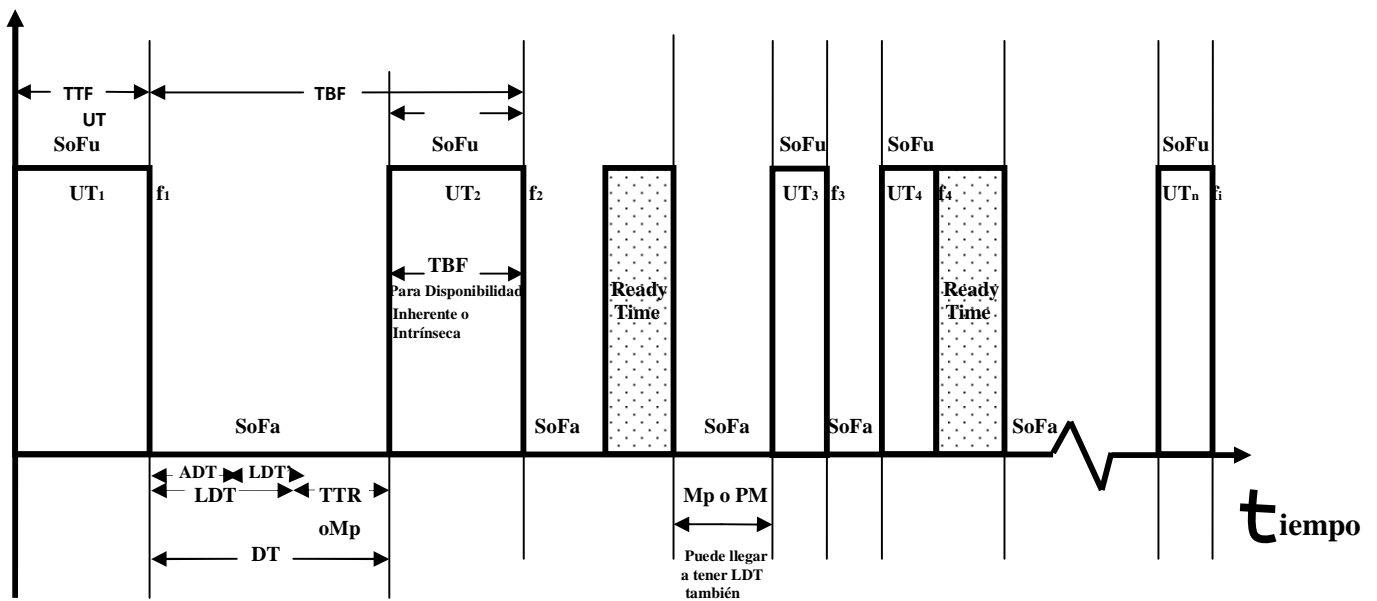 TTF
TBF
UT
SoFu
SoFu
SoFu
SoFu
SoFu
UT1
f1
UT2
f2
UT3
f3
UT4
f4
UTn
fi
TBF
Para Disponibilidad
Inherente o
Intrínseca
Ready
Time
Ready
Time
SoFa
SoFa
SoFa
SoFa
SoFa
ADT
LDT'
LDT
TTR
oMp
DT
Mp o PM
Puede llegar
a tener LDT
también
tiempo